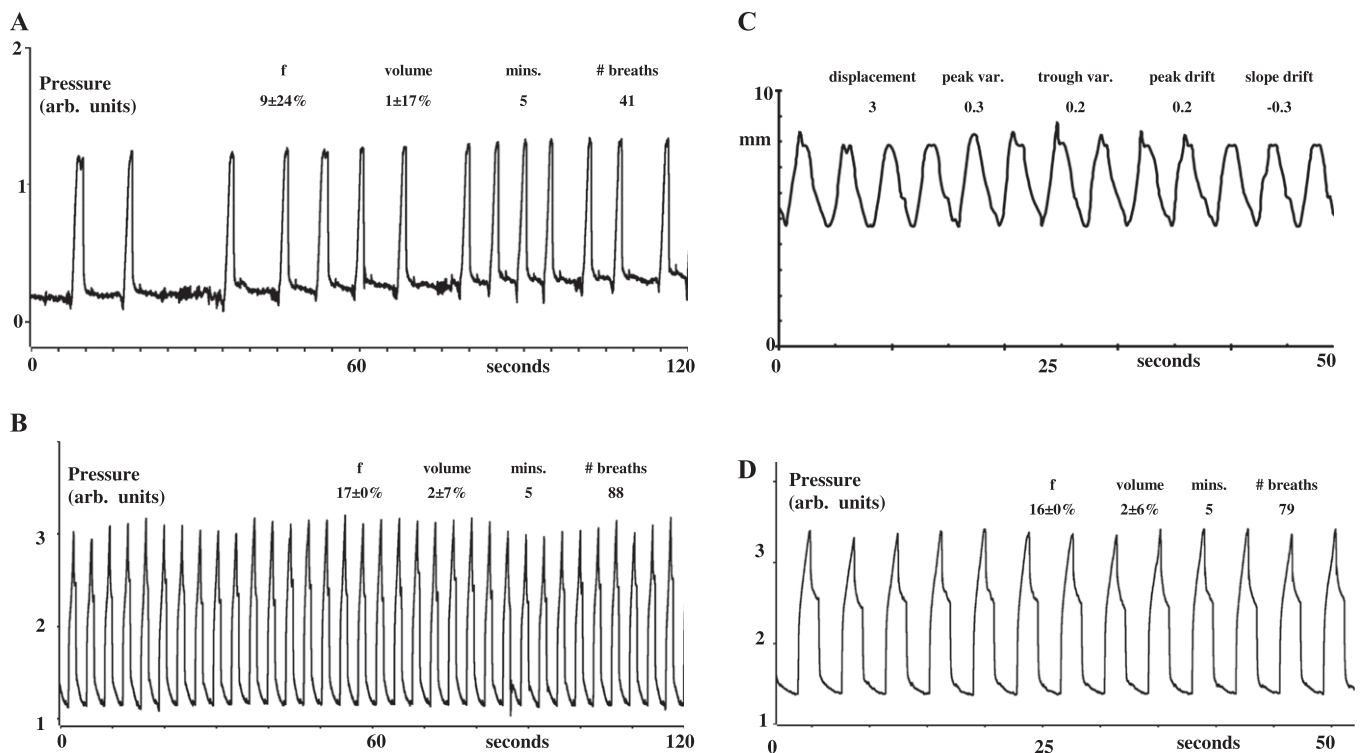 A
2
Pressure
(arb. units)
f volume mins. # breaths
9±24% 1±17% 5 41
1
0
0 60 seconds 120
B
Pressure
(arb. units)
f volume mins. # breaths
17±0% 2±7% 5 88
3
2
1
0 60 seconds 120
C
displacement peak var. trough var. peak drift slope drift
3 0.3 0.2 0.2 -0.3
10
mm
0
25 seconds 50
D
Pressure
(arb. units)
f volume mins. # breaths
16±0% 2±6% 5 79
3
2
1
0 25 seconds 50